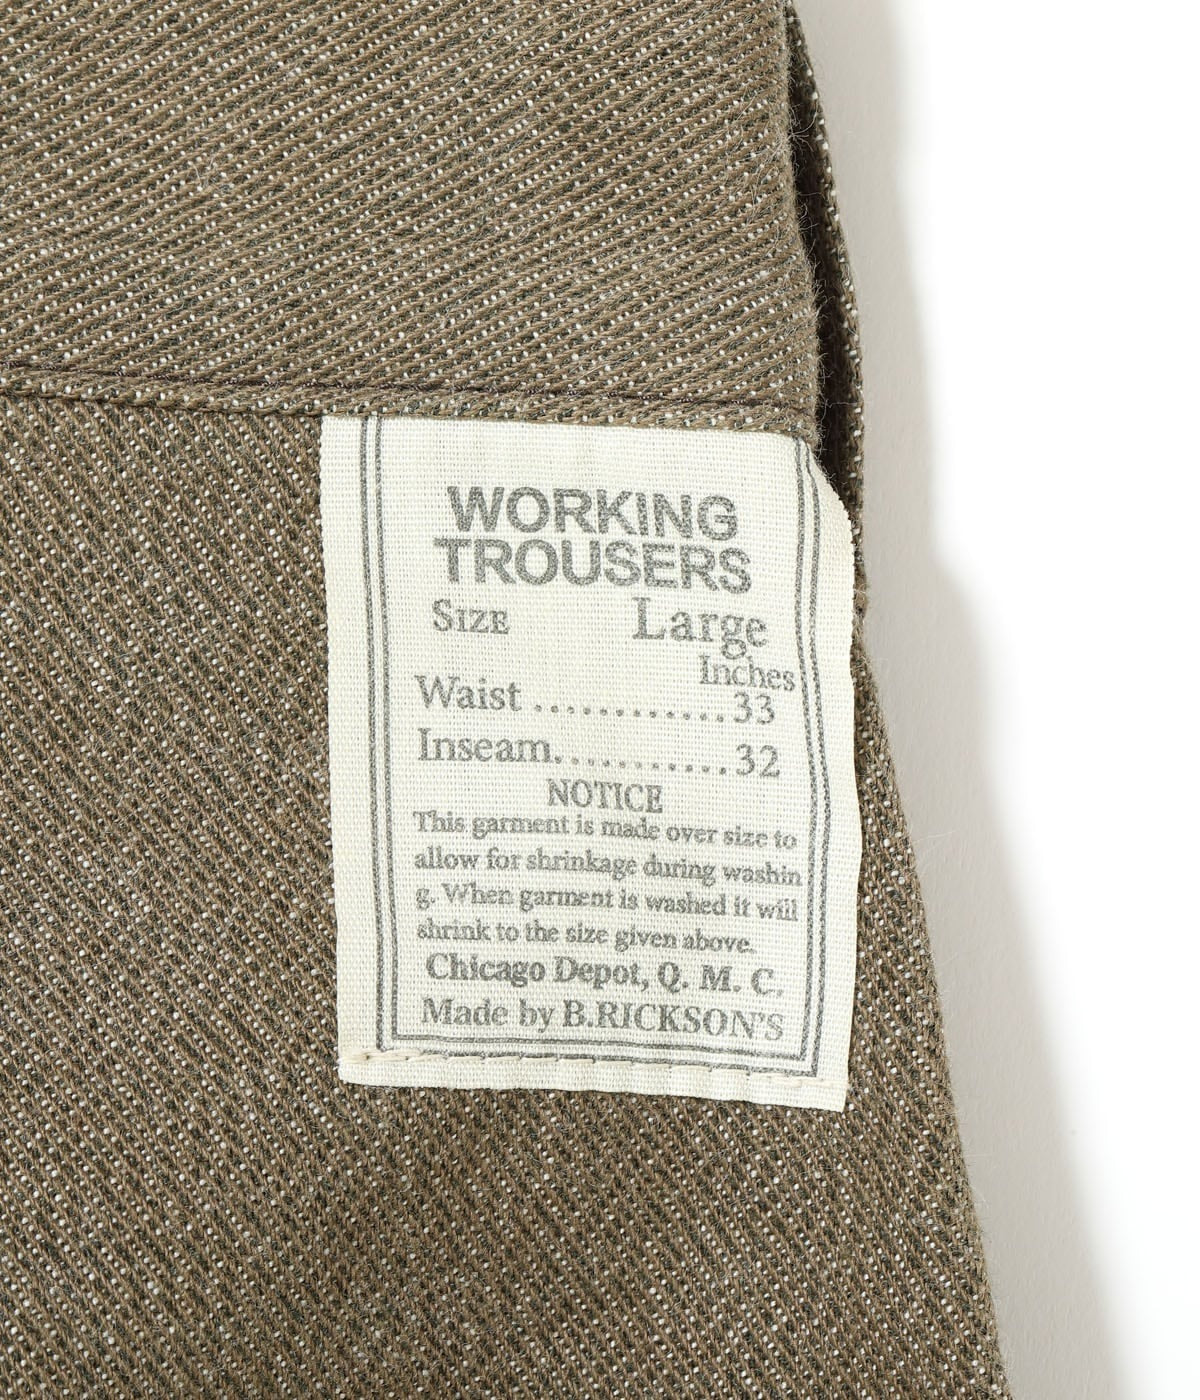 WORKING
TROUSERS
SIZE Large
Inches
Waist ............33
Inseam...........32
NOTICE
This garment is made over size to
allow for shrinkage during washin
g. When garment is washed it will
shrink to the size given above.
Chicago Depot, Q. M. C.
Made by B.RICKSON'S